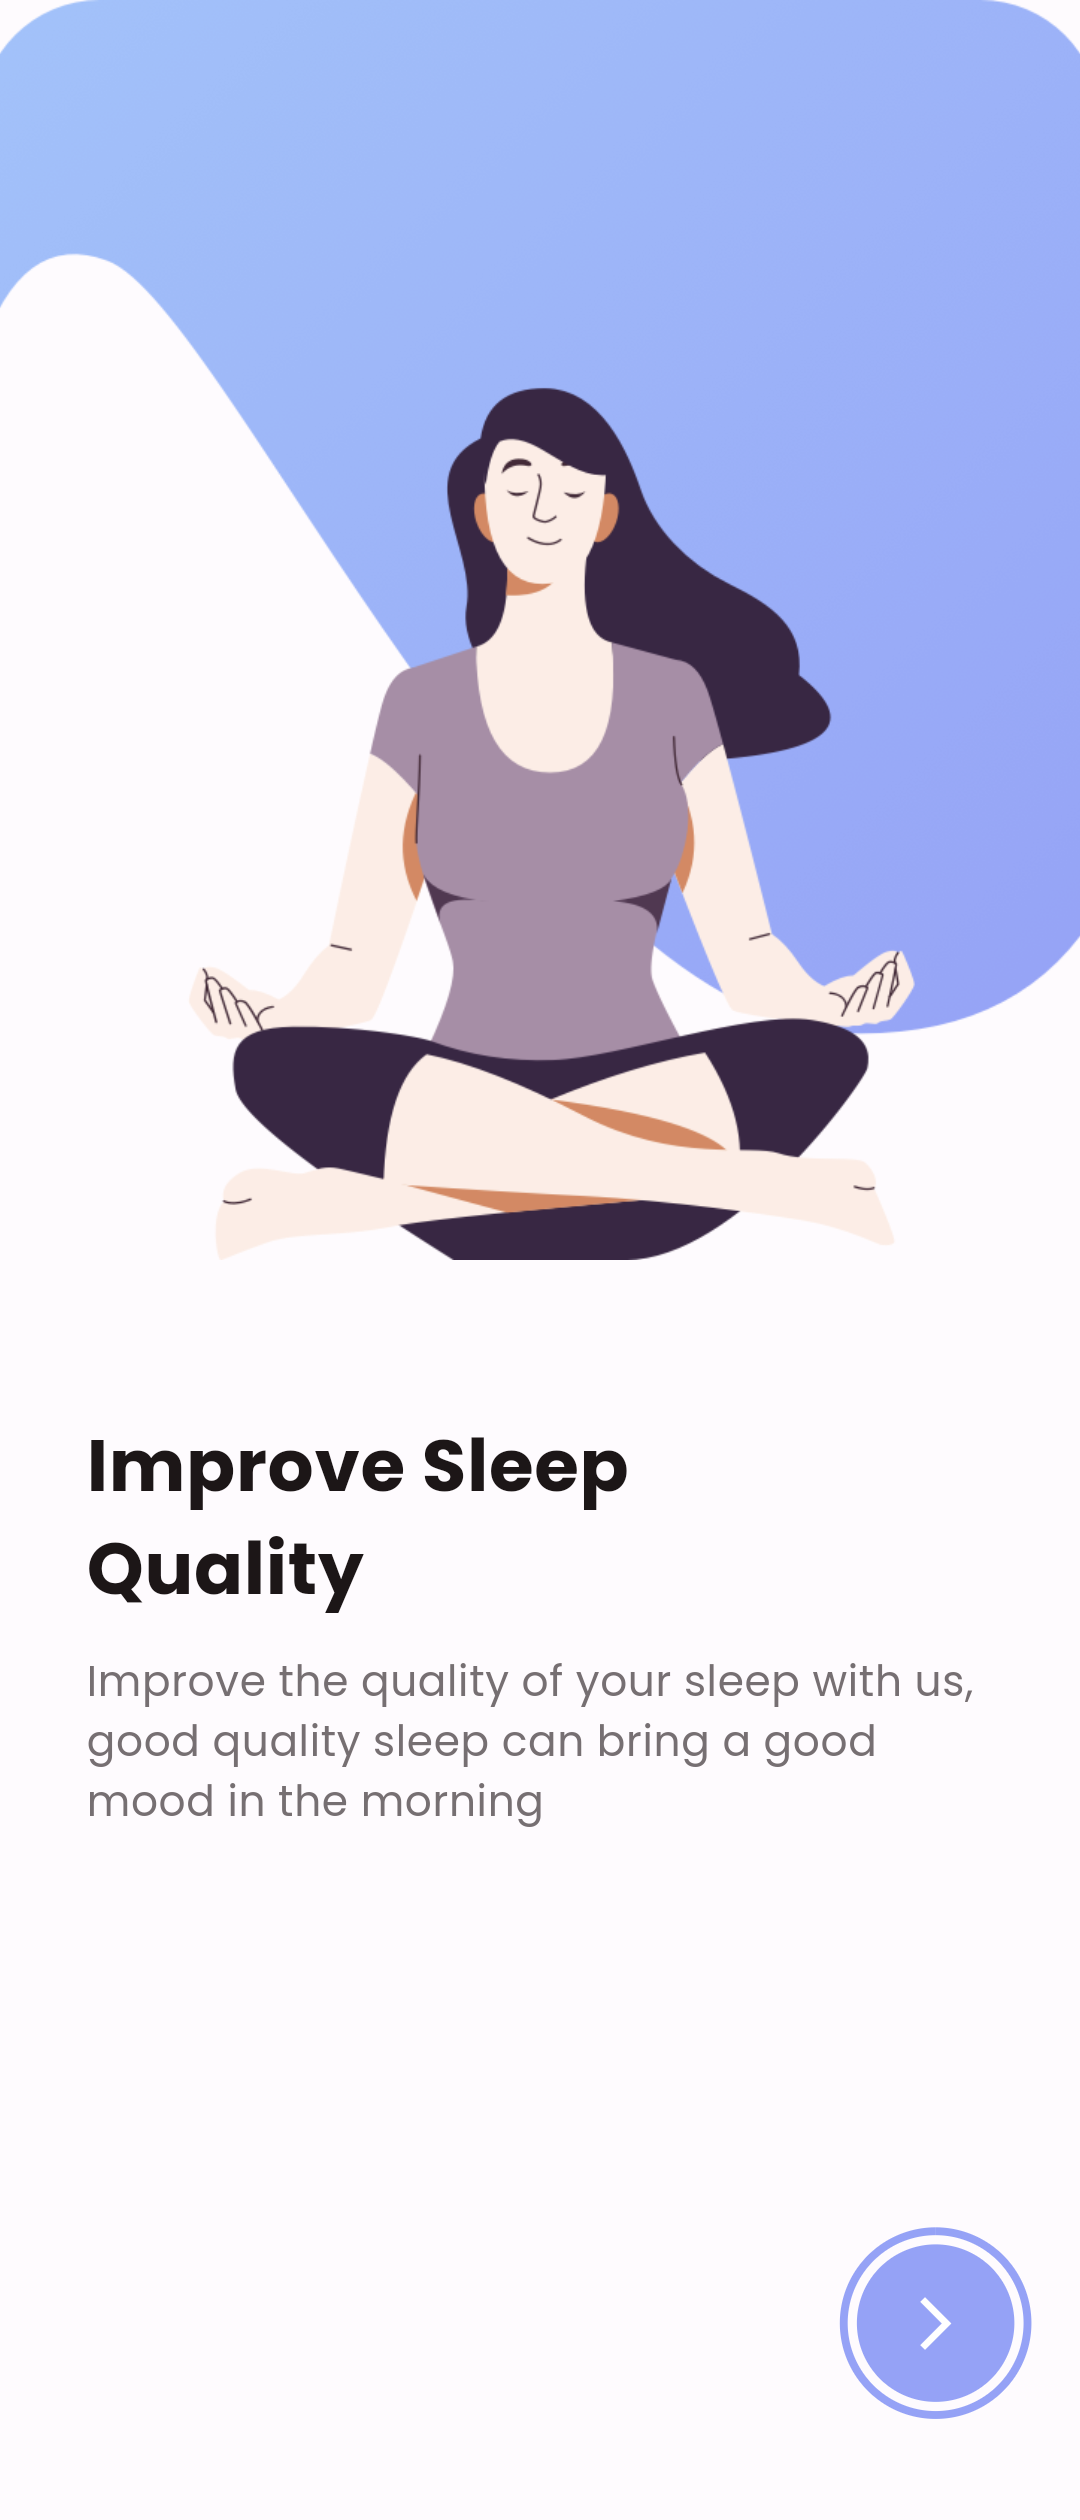 Improve Sleep
Quality
Improve the quality of your sleep with us,
good quality sleep can bring a good
mood in the morning